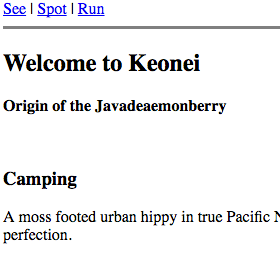 See | Spot | Run
Welcome to Keonei
Origin of the Javadeaemonberry
Camping
A moss footed urban hippy in true Pacific
perfection.